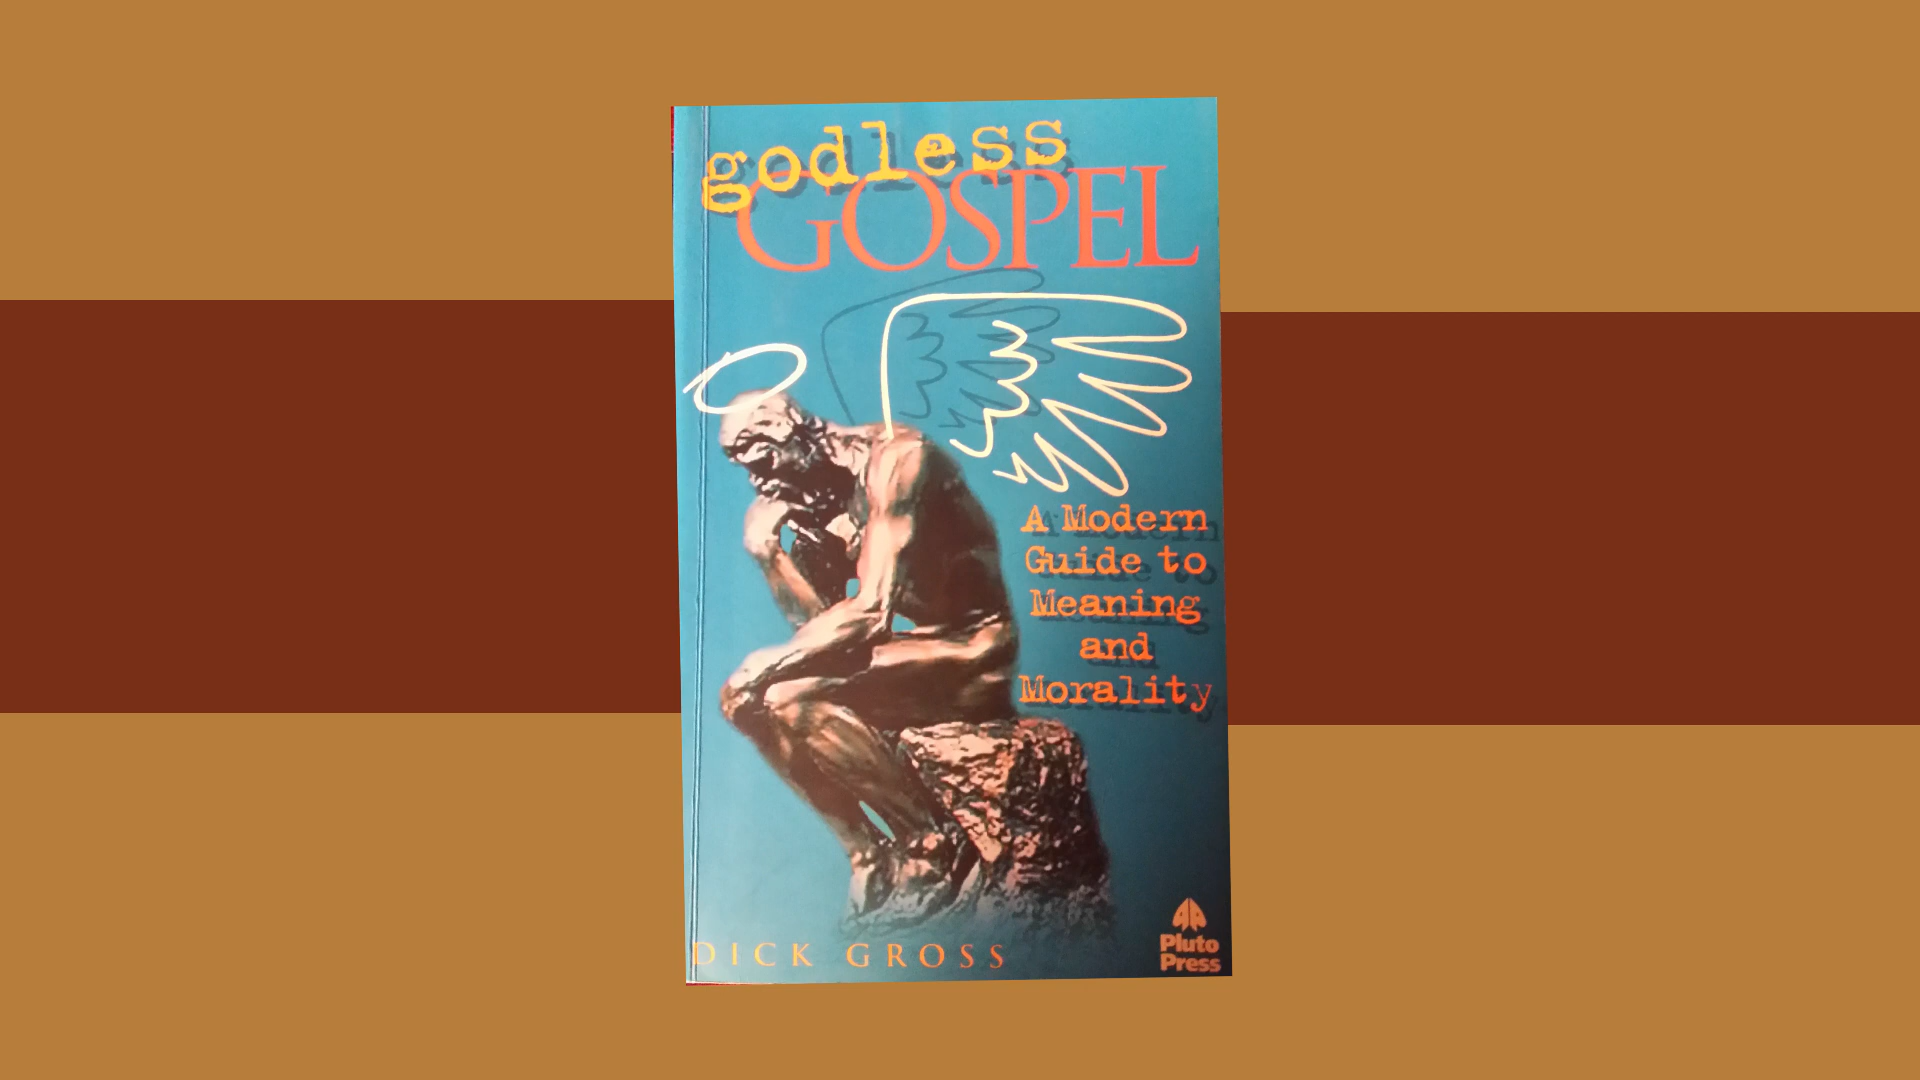 godless
GOSPEL
A Modern
Guide to
Meaning
and
Morality
DICK GROSS
Pluto
Press